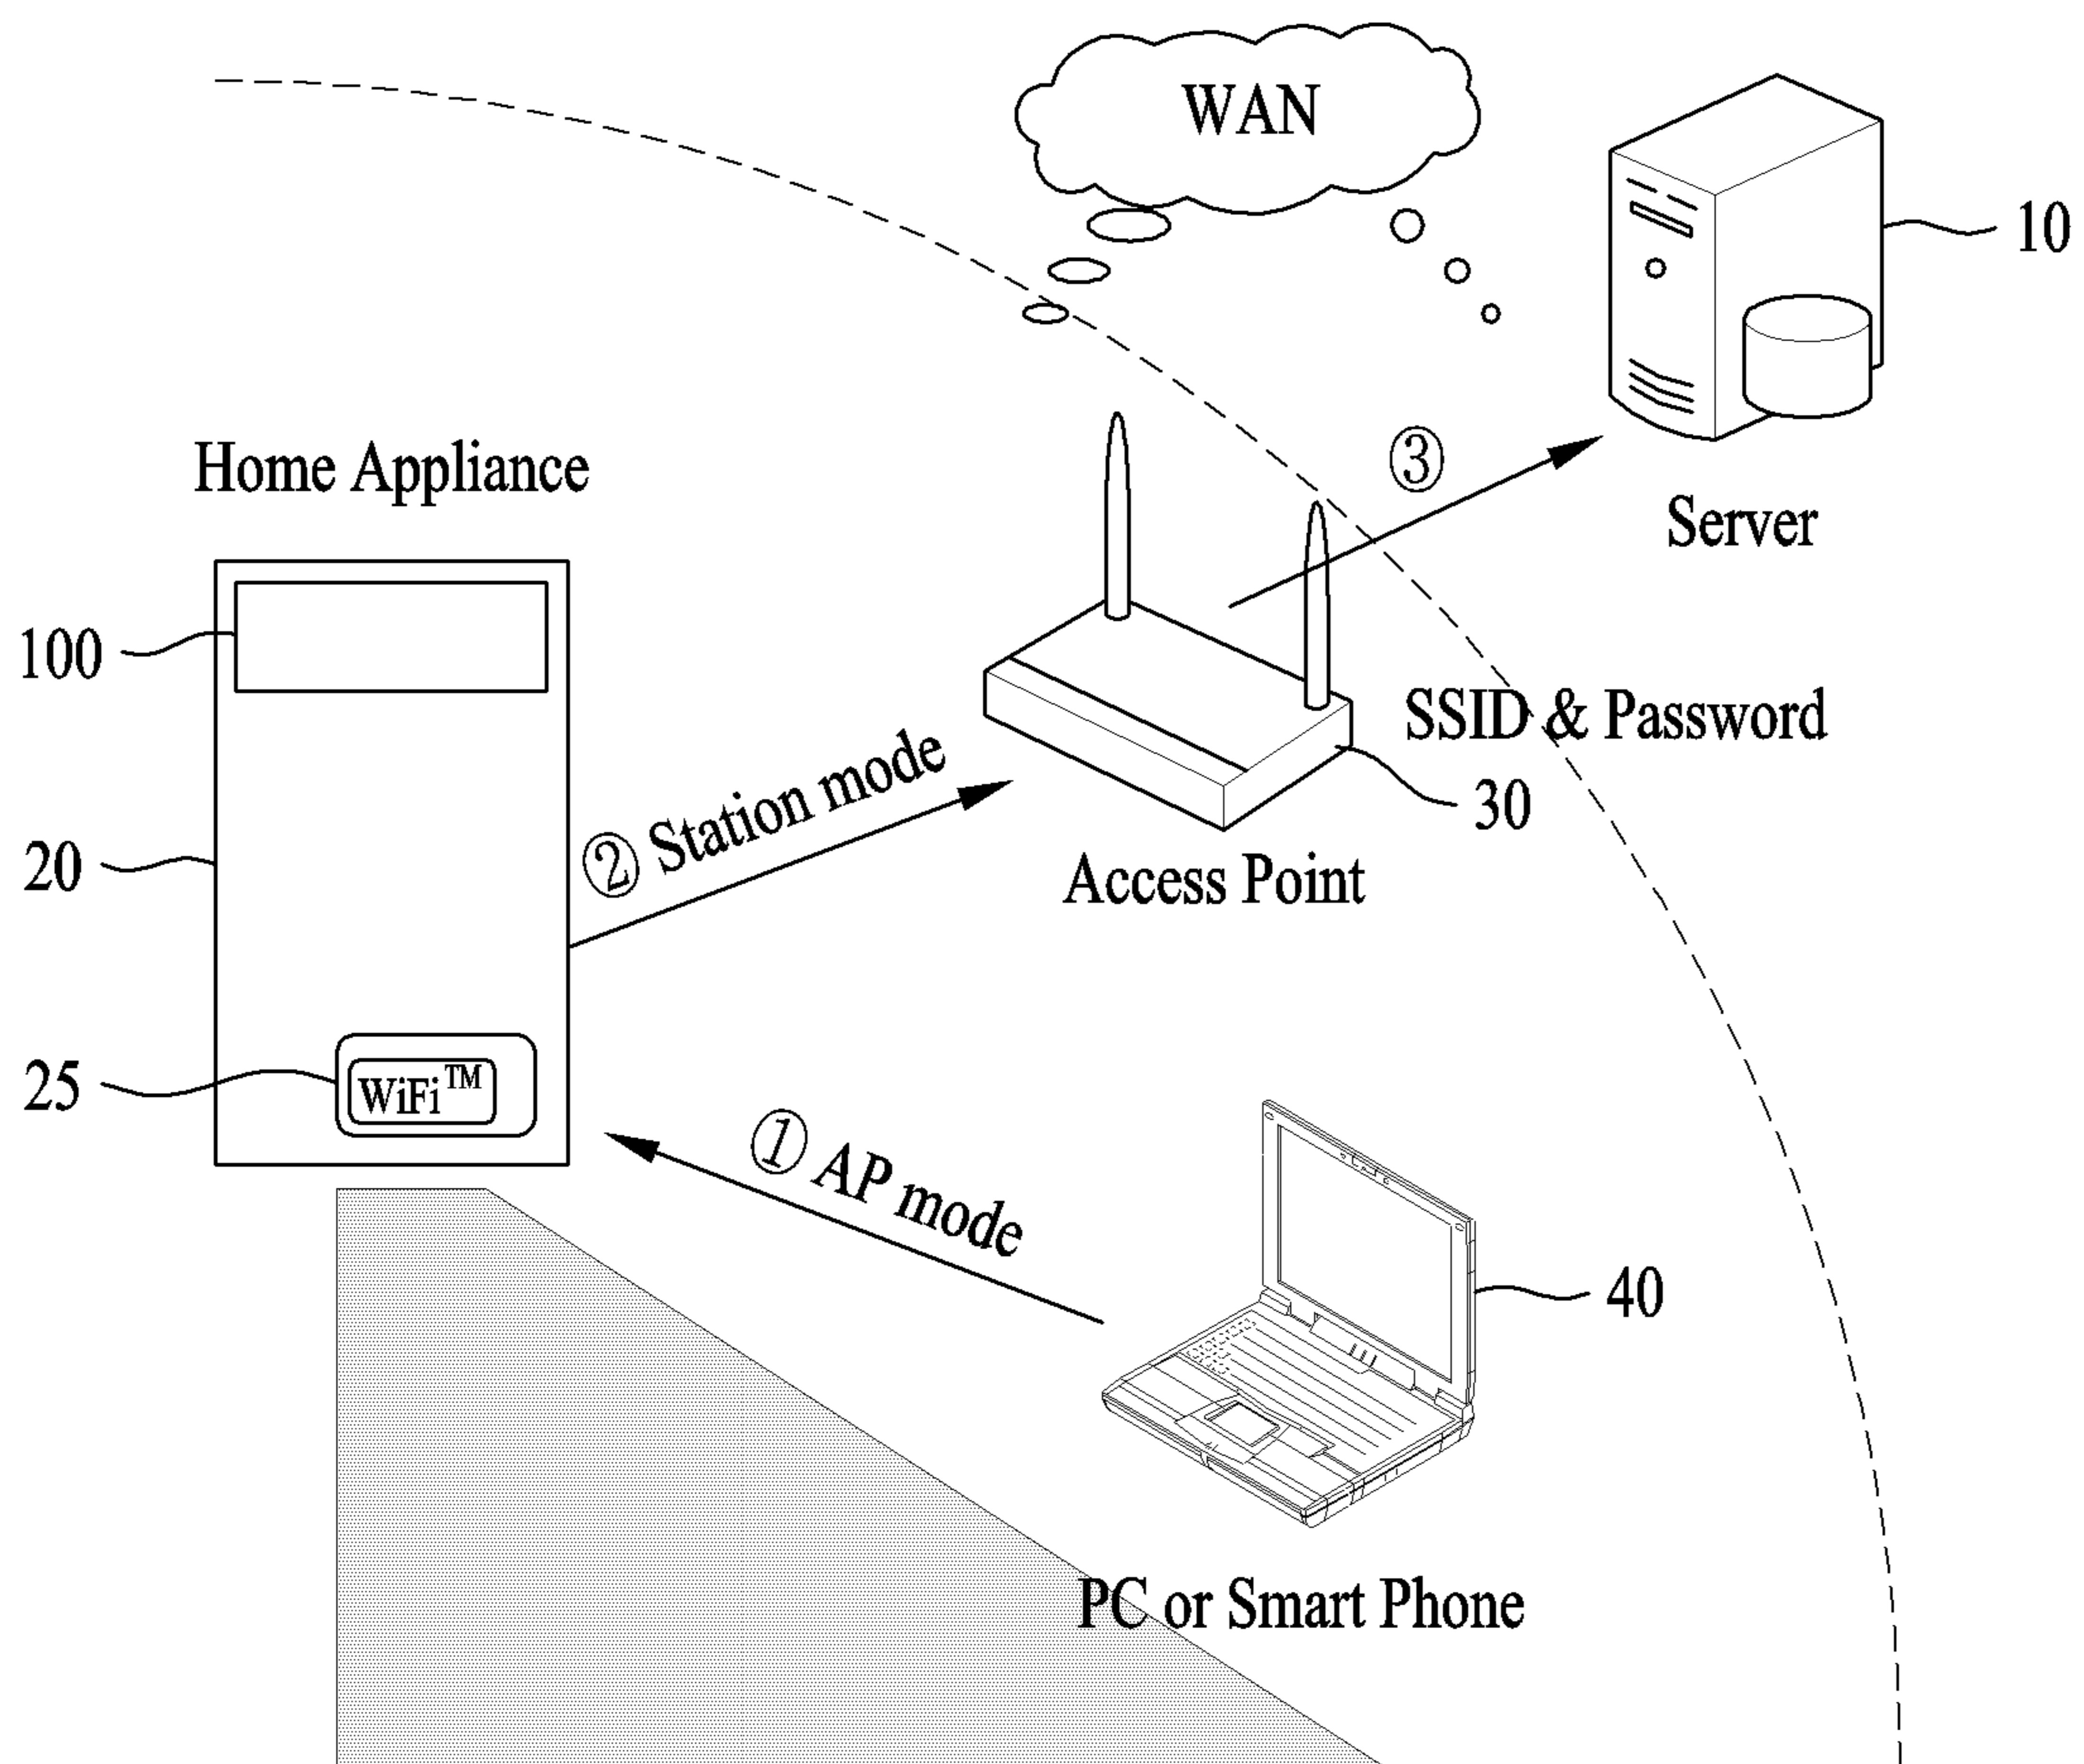 WAN
10
③
Home Appliance
Server
100
SSID & Password
② Station mode
30
20
Access Point
25
WiFi™
① AP mode
40
PC or Smart Phone